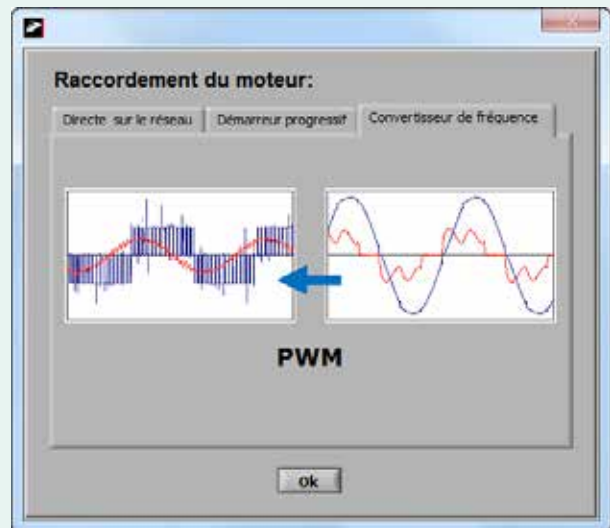 Raccordement du moteur:
Directe sur le réseau
Démarreur progressif
Convertisseur de fréquence
PWM
Ok